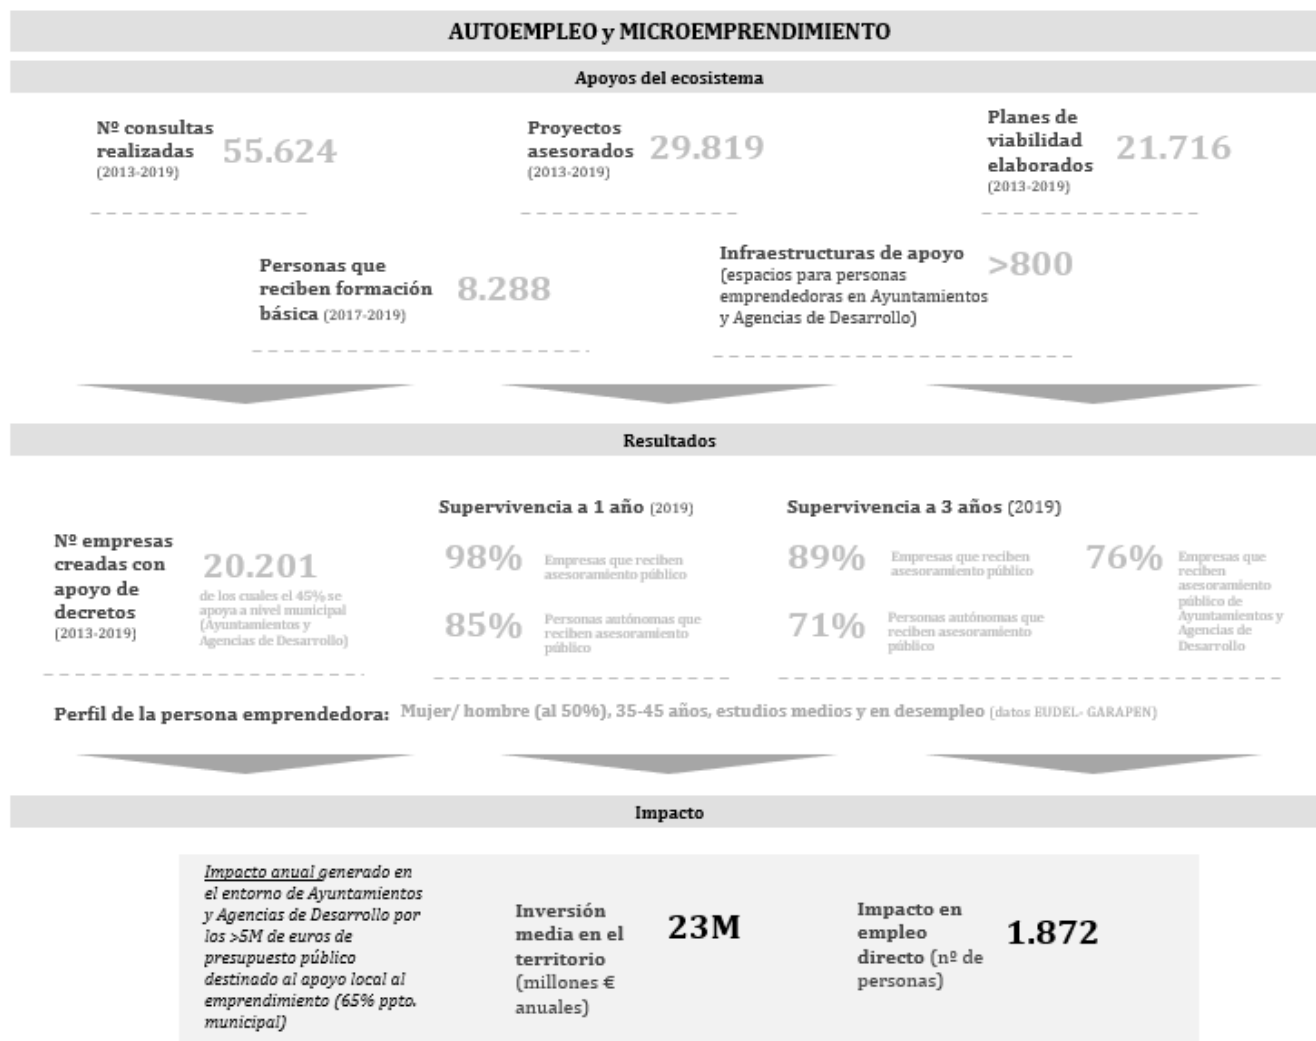 AUTOEMPLEO y MICROEMPRENDIMIENTO
Apoyos del ecosistema
Nº consultas
realizadas
(2013-2019)
55.624
Proyectos
asesorados
(2013-2019)
29.819
Planes de
viabilidad
elaborados
(2013-2019)
21.716
Personas que
reciben formación
básica (2017-2019)
8.288
Infraestructuras de apoyo
(espacios para personas
emprendedoras en Ayuntamientos
y Agencias de Desarrollo)
>800
Resultados
Nº empresas
creadas con
apoyo de
decretos
(2013-2019)
20.201
de los cuales el 45% se
apoya a nivel municipal
(Ayuntamientos y
Agencias de Desarrollo)
Supervivencia a 1 año (2019)
98%
Empresas que reciben
asesoramiento público
85%
Personas autónomas que
reciben asesoramiento
público
Supervivencia a 3 años (2019)
89%
Empresas que reciben
asesoramiento público
71%
Personas autónomas que
reciben asesoramiento
público
76%
Empresas que
reciben
asesoramiento
público de
Ayuntamientos y
Agencias de
Desarrollo
Perfil de la persona emprendedora: Mujer/ hombre (al 50%), 35-45 años, estudios medios y en desempleo (datos EUDEL- GARAPEN)
Impacto
Impacto anual generado en
el entorno de Ayuntamientos
y Agencias de Desarrollo por
los >5M de euros de
presupuesto público
destinado al apoyo local al
emprendimiento (65% ppto.
municipal)
Inversión
media en el
territorio
(millones €
anuales)
23M
Impacto en
empleo
directo (nº de
personas)
1.872